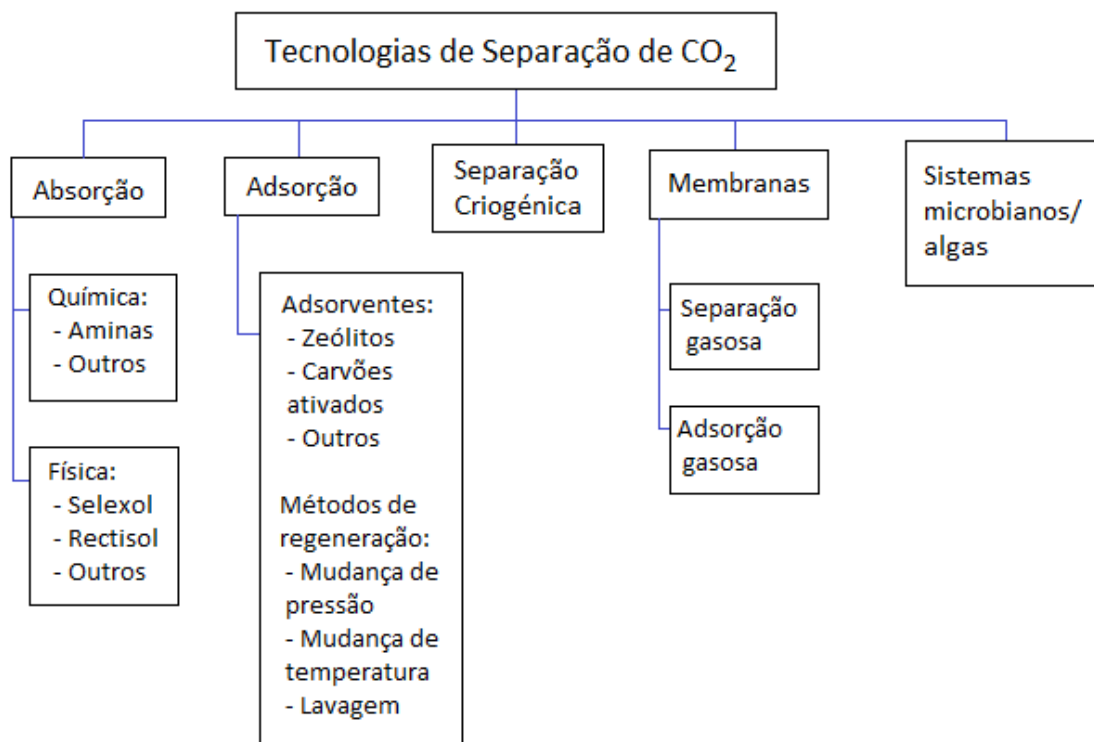 Tecnologias de Separação de CO₂
Absorção
Química:
- Aminas
- Outros
Física:
- Selexol
- Rectisol
- Outros
Adsorção
Adsorventes:
- Zeólitos
- Carvões
ativados
- Outros
Métodos de
regeneração:
- Mudança de
pressão
- Mudança de
temperatura
- Lavagem
Separação
Criogénica
Membranas
Separação
gasosa
Adsorção
gasosa
Sistemas
microbianos/
algas